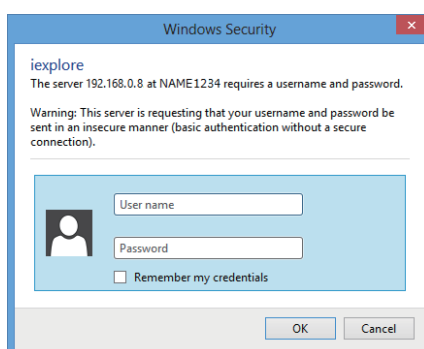 Windows Security
iexplore
The server 192.168.0.8 at NAME1234 requires a username and password.
Warning: This server is requesting that your username and password be
sent in an insecure manner (basic authentication without a secure
connection).
User name
Password
Remember my credentials
OK Cancel